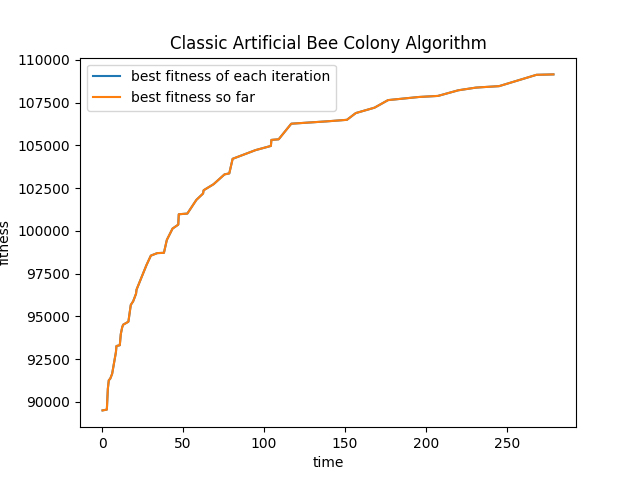 Classic Artificial Bee Colony Algorithm
best fitness of each iteration
best fitness so far
110000
107500
105000
102500
100000
97500
95000
92500
90000
fitness
0 50 100 150 200 250
time